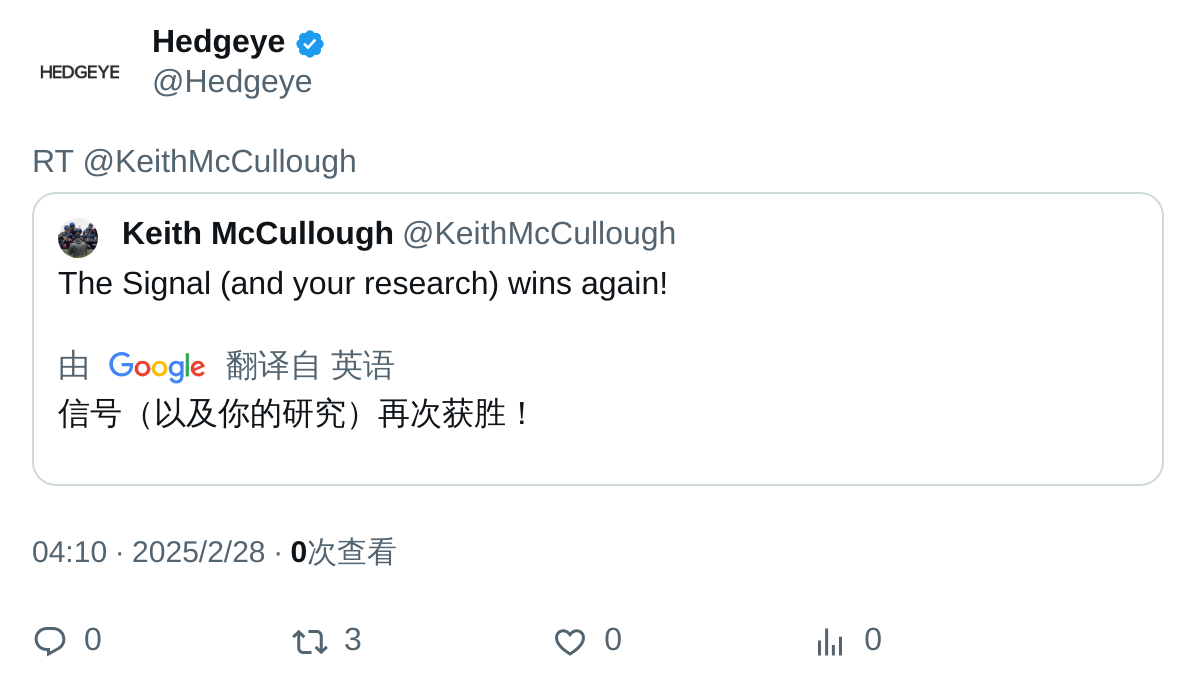 HEDGEYE
Hedgeye
@Hedgeye
RT @KeithMcCullough
Keith McCullough @KeithMcCullough
The Signal (and your research) wins again!
由 Google 翻译自 英语
信号（以及你的研究）再次获胜！
04:10 · 2025/2/28 · 0次查看
0 3 0 0